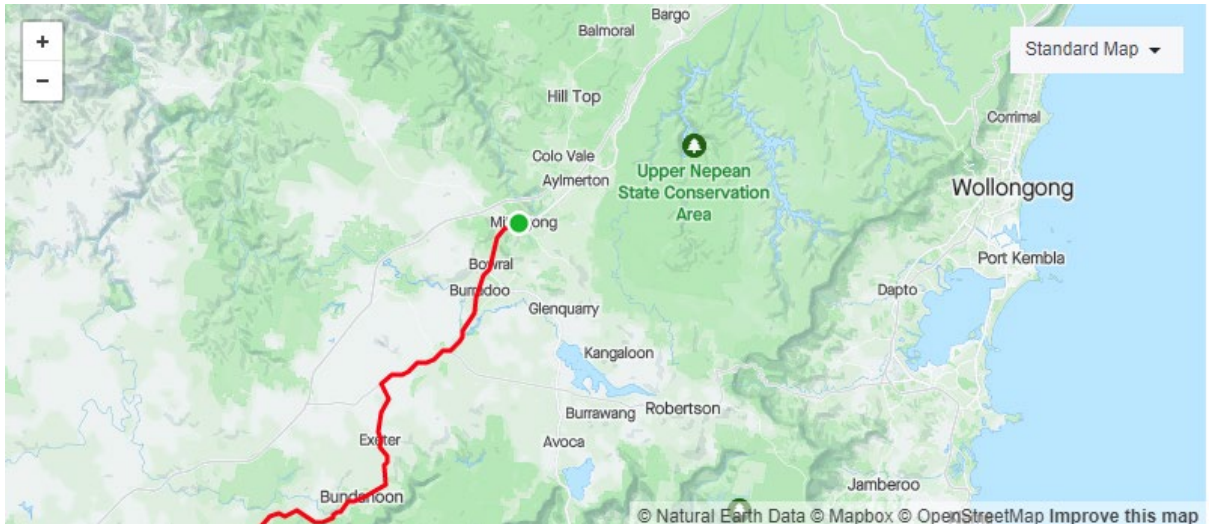 +
−
Standard Map
Bargo
Balmoral
Hill Top
Corrimal
Colo Vale
Aylmerton
Upper Nepean
State Conservation
Area
Wollongong
Bowral
Port Kembla
Dapto
Glenquarry
Kangaloon
Burrawang
Robertson
Exeter
Avoca
Jamberoo
Bundanoon
© Natural Earth Data © Mapbox © OpenStreetMap Improve this map